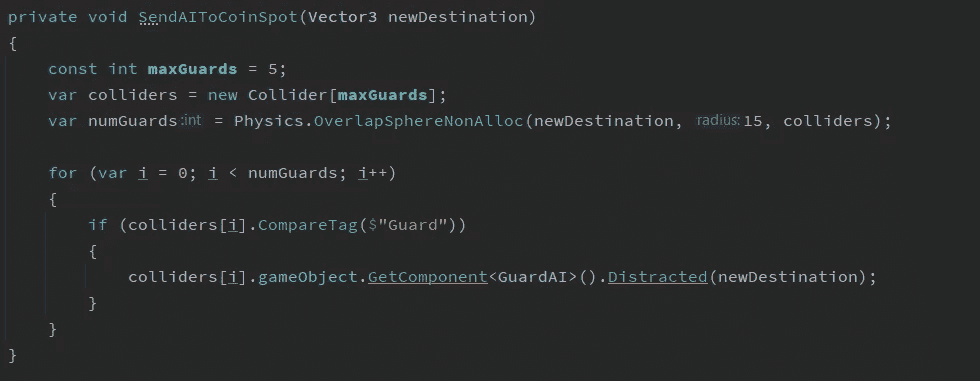 private void SendAIToCoinSpot(Vector3 newDestination)
{
    const int maxGuards = 5;
    var colliders = new Collider[maxGuards];
    var numGuards:int = Physics.OverlapSphereNonAlloc(newDestination, radius:15, colliders);

    for (var i = 0; i < numGuards; i++)
    {
        if (colliders[i].CompareTag($"Guard"))
        {
            colliders[i].gameObject.GetComponent<GuardAI>().Distracted(newDestination);
        }
    }
}